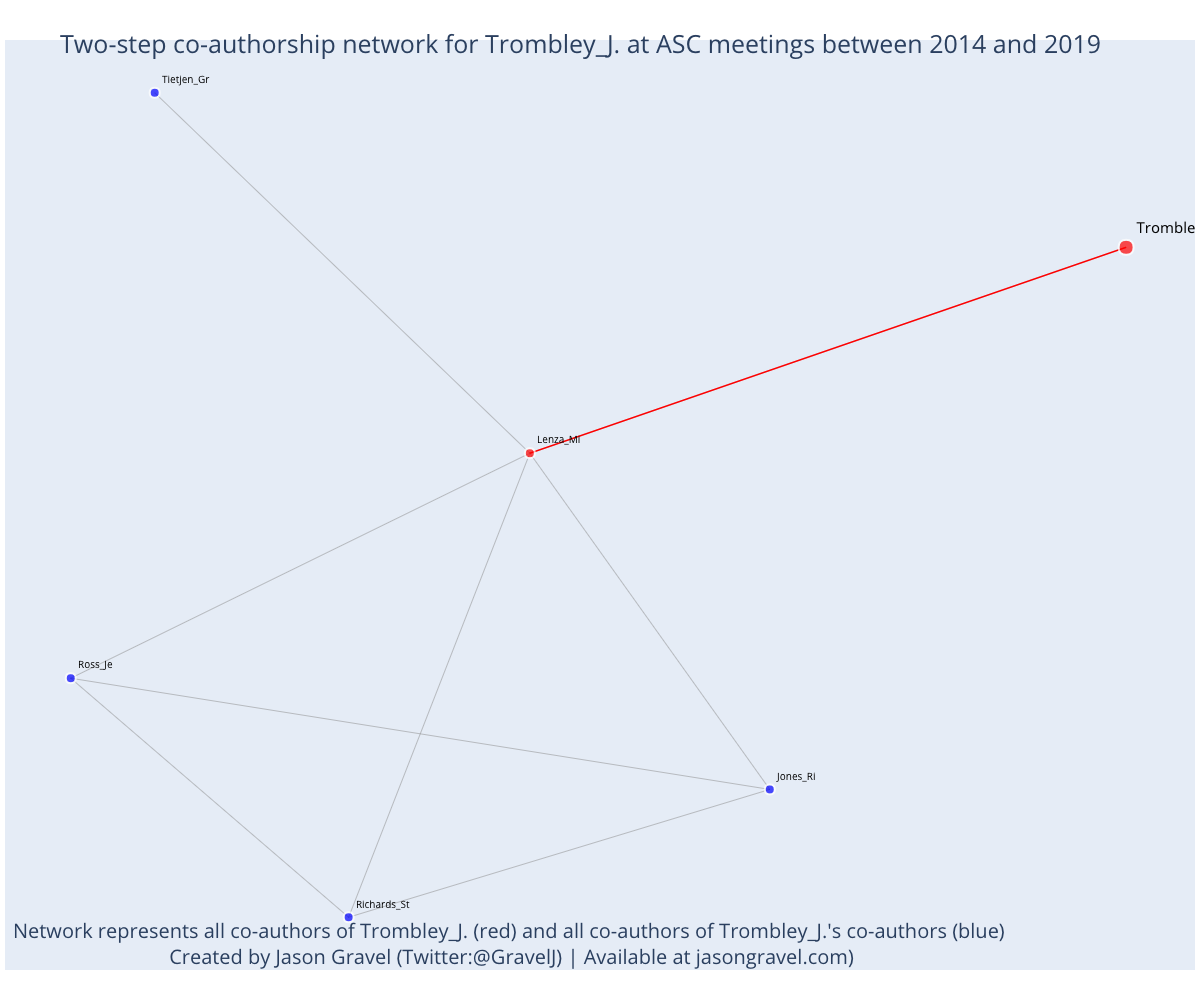 Two-step co-authorship network for Trombley_J. at ASC meetings between 2014 and 2019
Tietjen_Gr
Tromble
Lenza_Mi
Ross_Je
Jones_Ri
Richards_St
Network represents all co-authors of Trombley_J. (red) and all co-authors of Trombley_J.'s co-authors (blue)
Created by Jason Gravel (Twitter:@GravelJ) | Available at jasongravel.com)